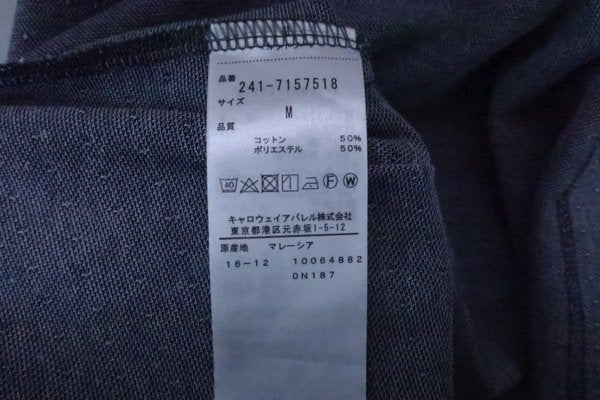 品番
241-7157518
サイズ
M
品質
コットン 50%
ポリエステル 50%
40 F W
キャロウェイアパレル株式会社
東京都港区元赤坂1-5-12
原産地 マレーシア
16-12 10064882
0N187